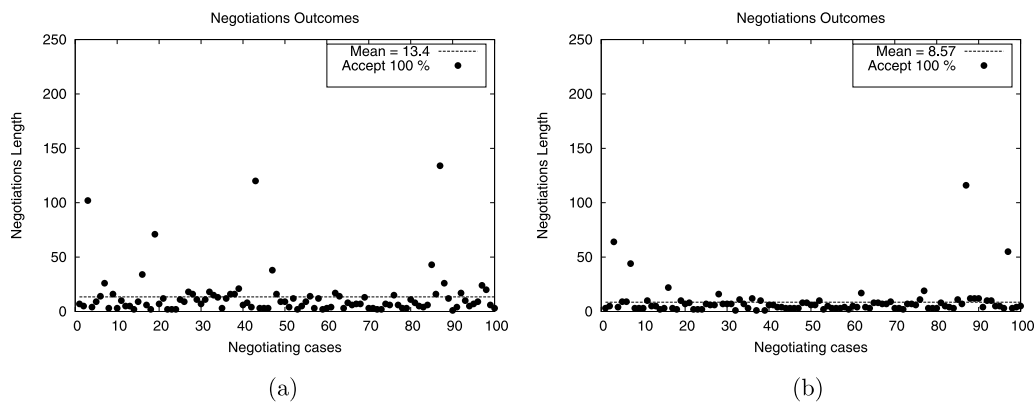 Negotiations Outcomes
250
200
150
100
50
0
Negotiations Length
Mean = 13.4
Accept 100 %
0 10 20 30 40 50 60 70 80 90 100
Negotiating cases
(a)
Negotiations Outcomes
250
200
150
100
50
0
Negotiations Length
Mean = 8.57
Accept 100 %
0 10 20 30 40 50 60 70 80 90 100
Negotiating cases
(b)